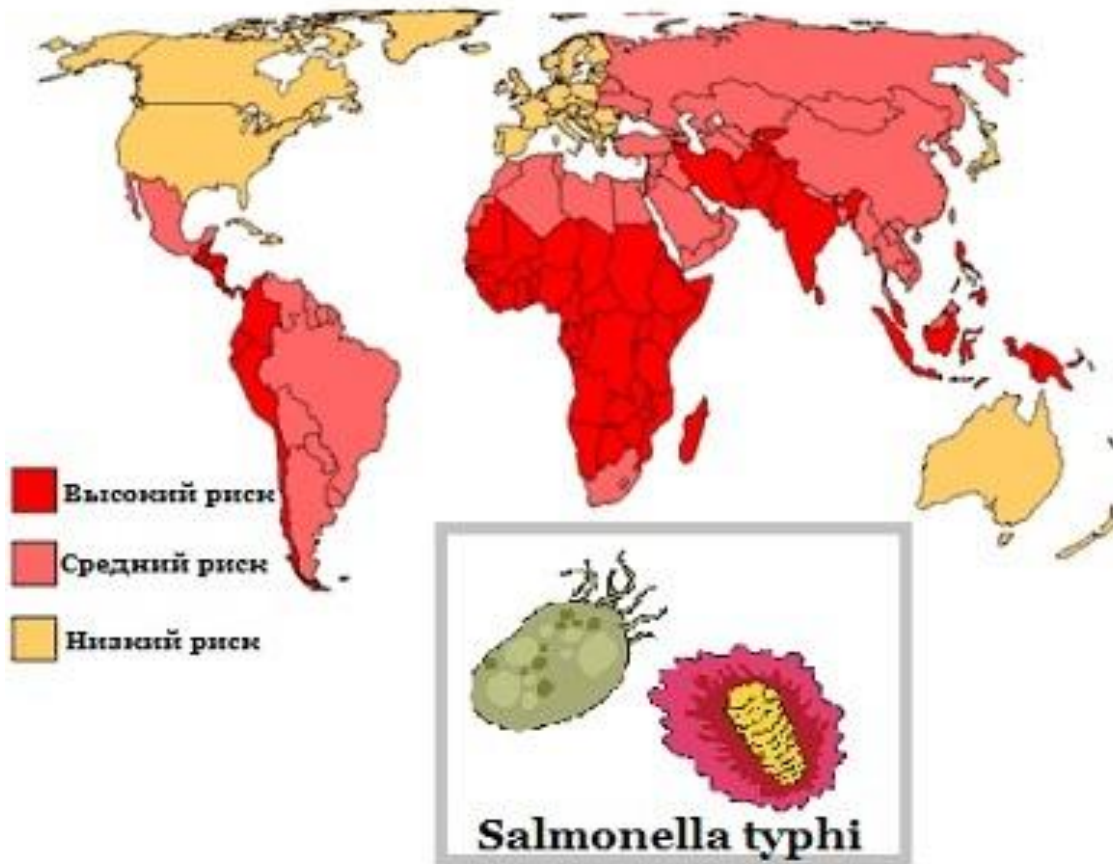 Высокий риск
Средний риск
Низкий риск
Salmonella typhi